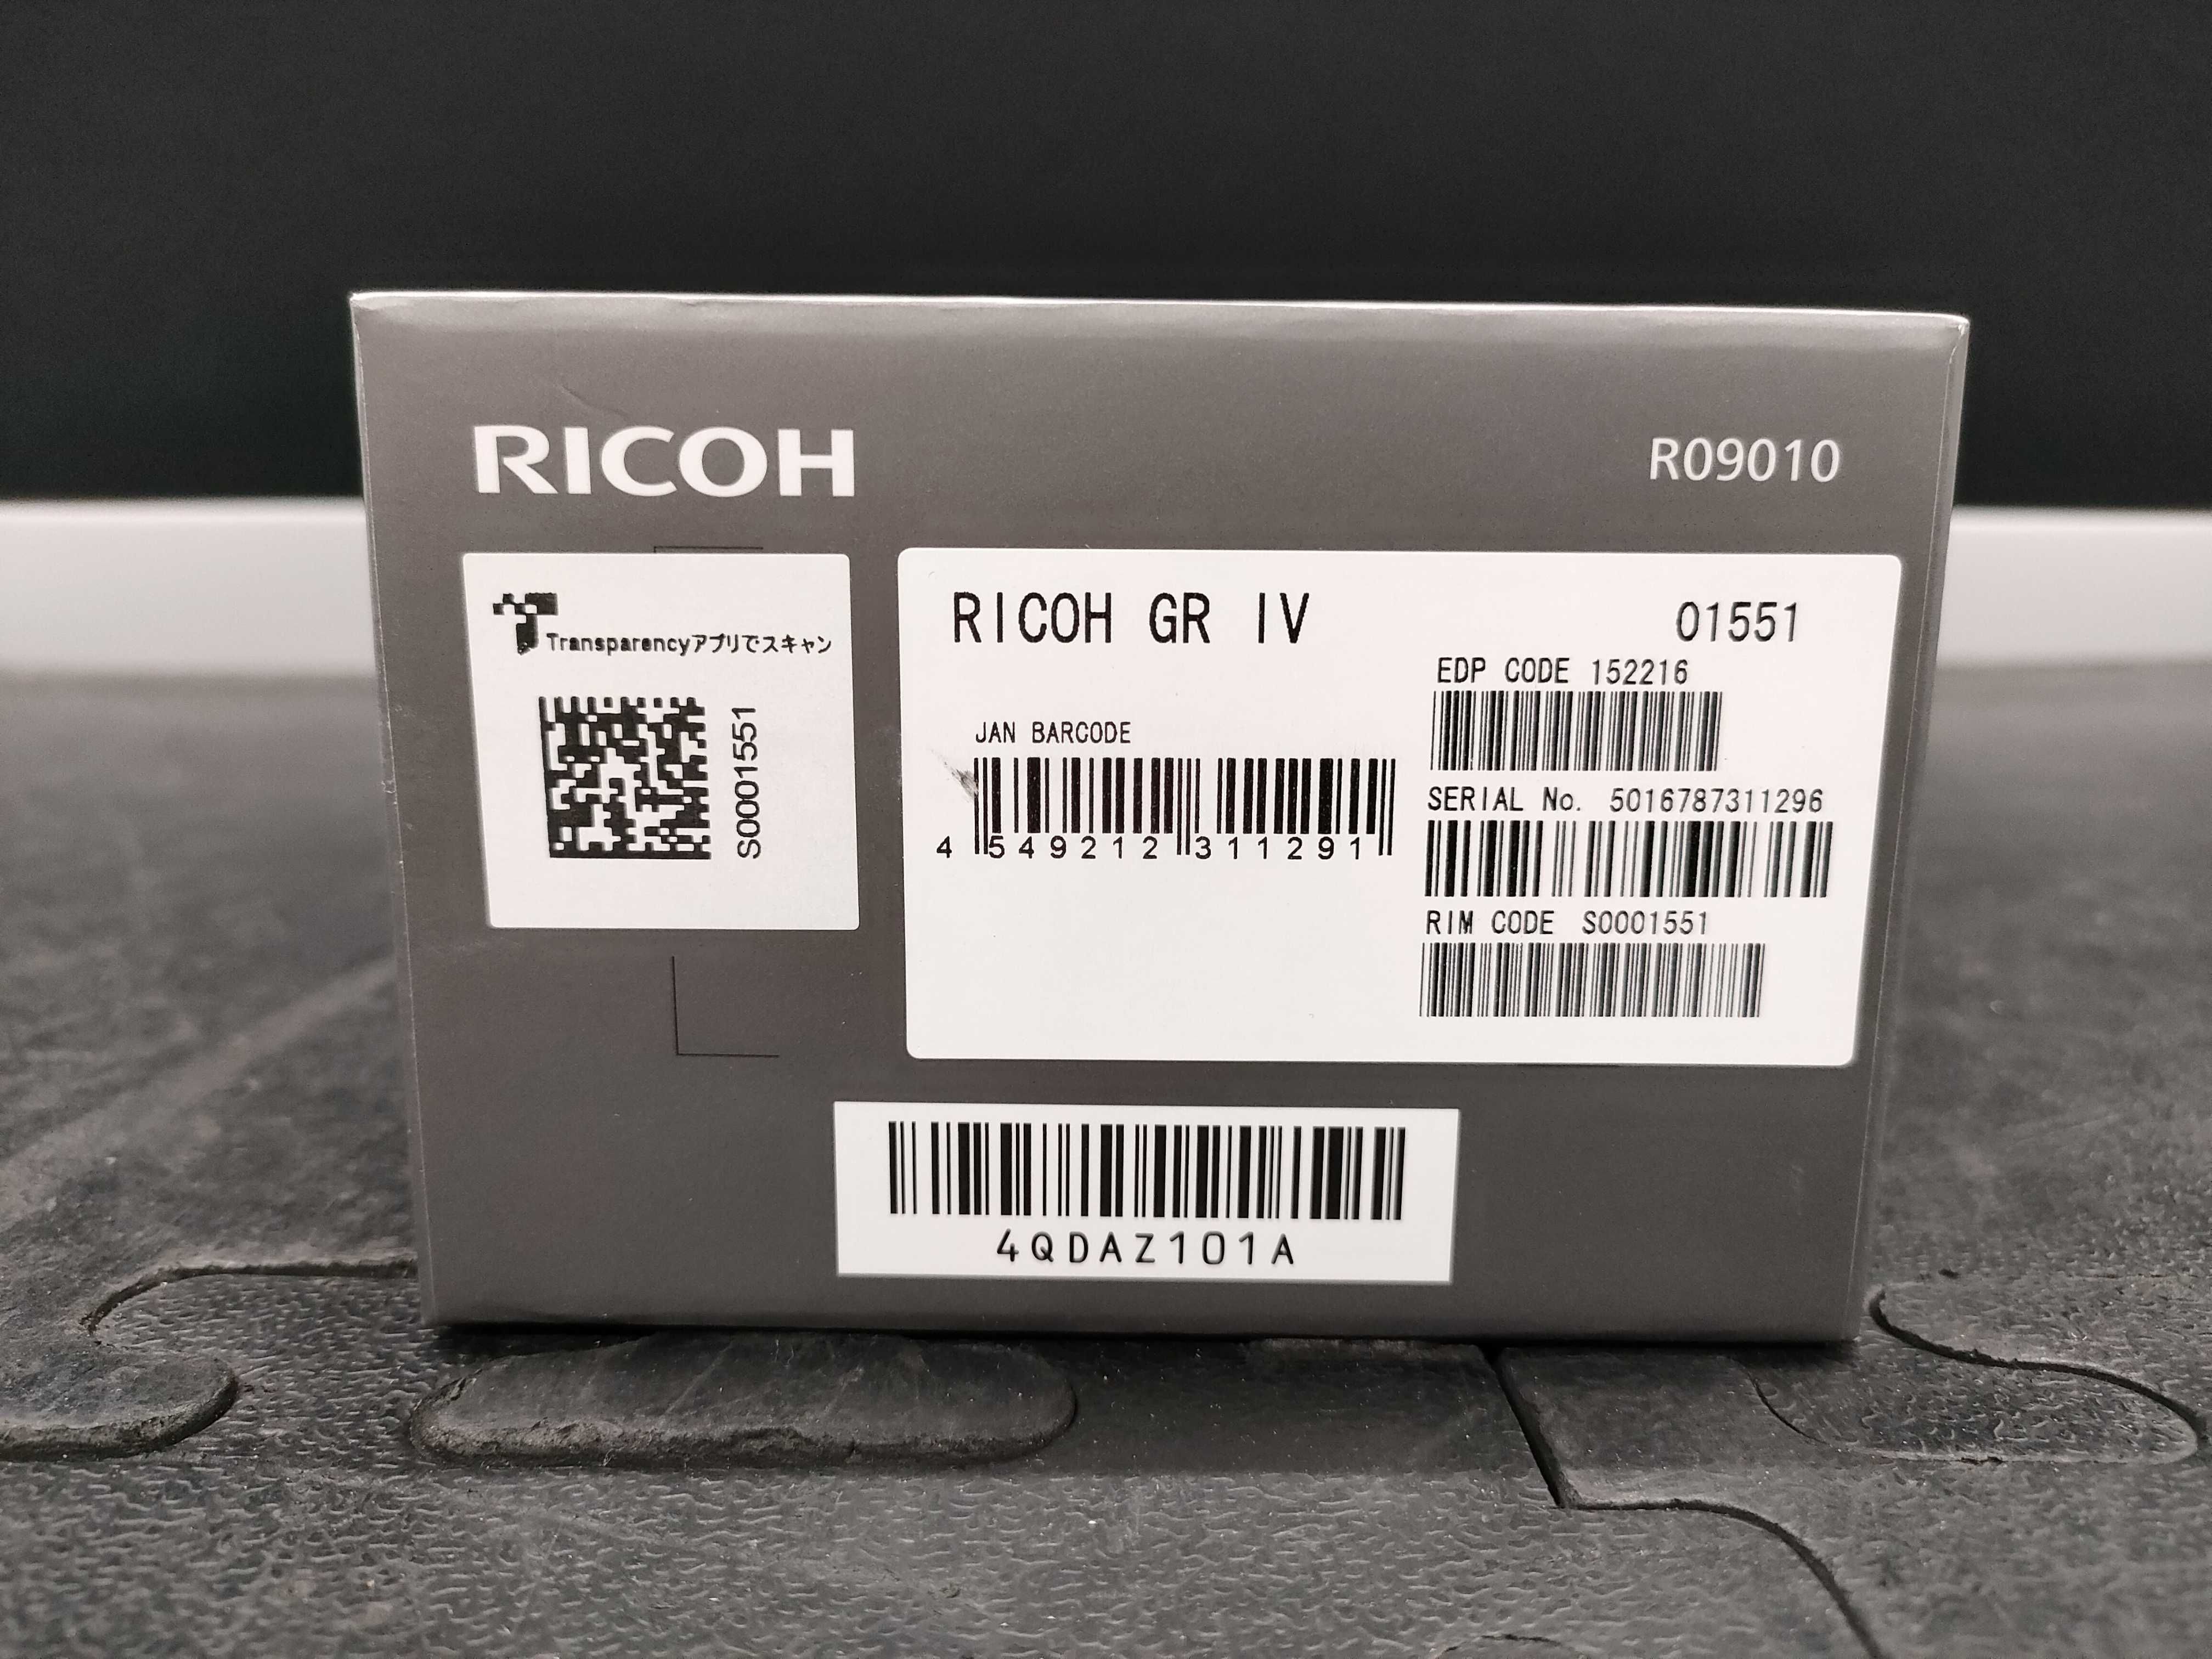 RICOH
R09010
Transparencyアプリでスキャン
S0001551
RICOH GR IV
01551
JAN BARCODE
4 549212 311291
EDP CODE 152216
SERIAL No. 5016787311296
RIM CODE S0001551
4QDAZ101A